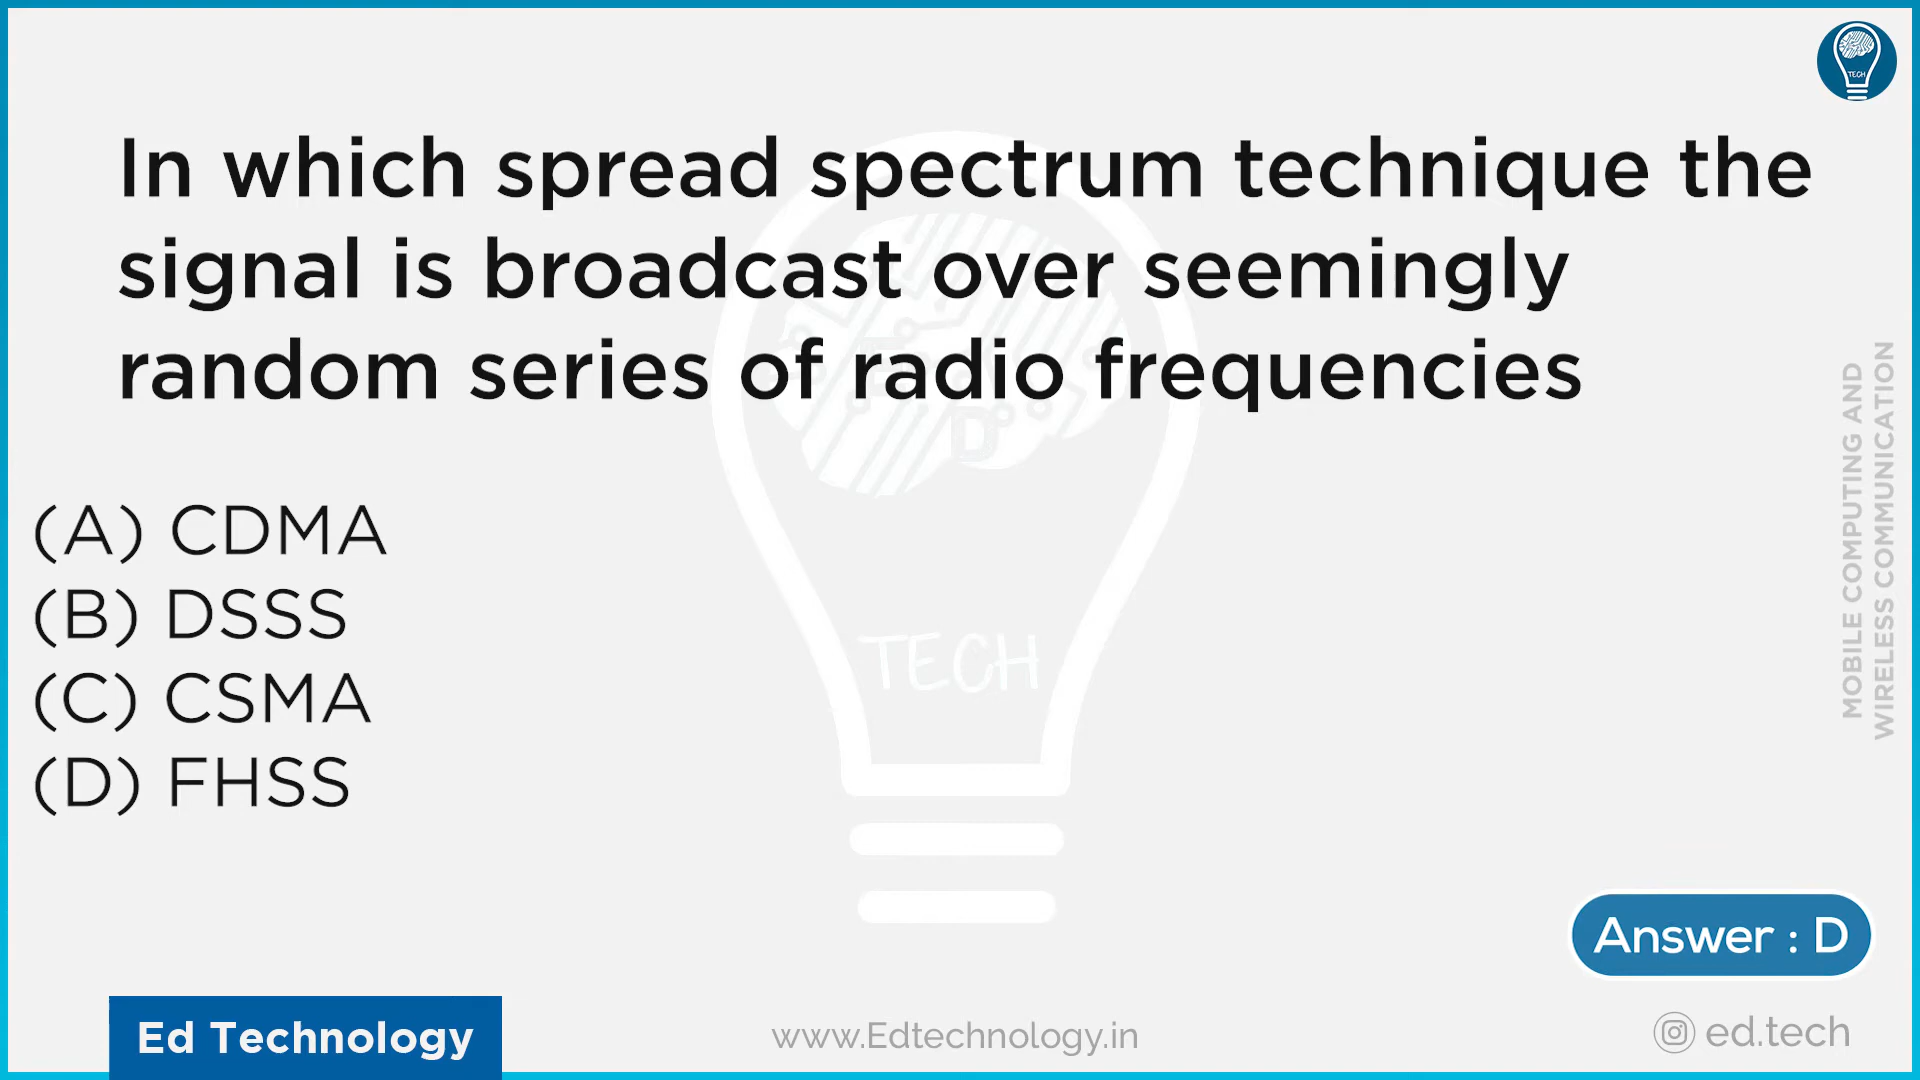 TECH
In which spread spectrum technique the
signal is broadcast over seemingly
random series of radio frequencies
D
(A) CDMA
(B) DSSS
(C) CSMA
(D) FHSS
TECH
MOBILE COMPUTING AND
WIRELESS COMMUNICATION
Answer : D
Ed Technology
www.Edtechnology.in
ed.tech